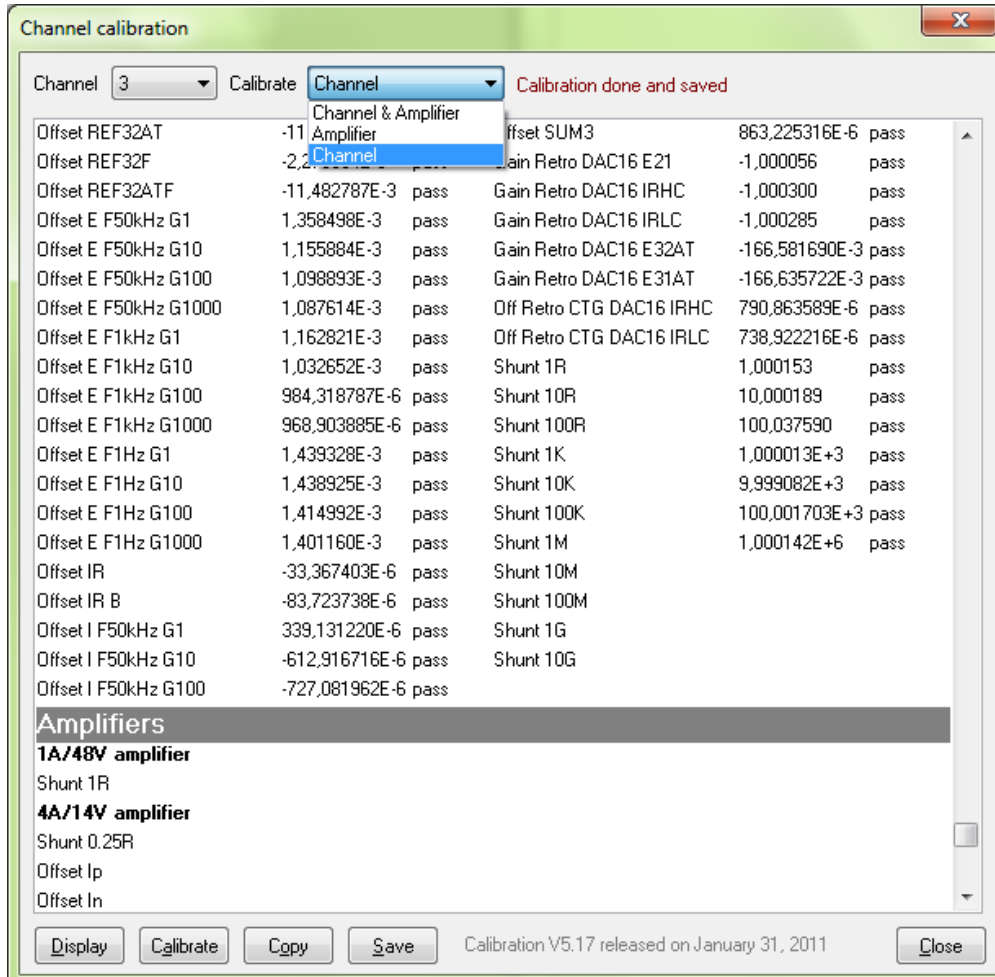 Channel calibration
Channel 3 Calibrate Channel Calibration done and saved
Channel & Amplifier
Amplifier
Channel
Offset REF32AT -11 ffset SUM3 863,225316E-6 pass
Offset REF32F -2,2 ain Retro DAC16 E21 -1,000056 pass
Offset REF32ATF -11,482787E-3 pass Gain Retro DAC16 IRHC -1,000300 pass
Offset E F50kHz G1 1,358498E-3 pass Gain Retro DAC16 IRLC -1,000285 pass
Offset E F50kHz G10 1,155884E-3 pass Gain Retro DAC16 E32AT -166,581690E-3 pass
Offset E F50kHz G100 1,098893E-3 pass Gain Retro DAC16 E31AT -166,635722E-3 pass
Offset E F50kHz G1000 1,087614E-3 pass Off Retro CTG DAC16 IRHC 790,863589E-6 pass
Offset E F1kHz G1 1,162821E-3 pass Off Retro CTG DAC16 IRLC 738,922216E-6 pass
Offset E F1kHz G10 1,032652E-3 pass Shunt 1R 1,000153 pass
Offset E F1kHz G100 984,318787E-6 pass Shunt 10R 10,000189 pass
Offset E F1kHz G1000 968,903885E-6 pass Shunt 100R 100,037590 pass
Offset E F1Hz G1 1,439328E-3 pass Shunt 1K 1,000013E+3 pass
Offset E F1Hz G10 1,438925E-3 pass Shunt 10K 9,999082E+3 pass
Offset E F1Hz G100 1,414992E-3 pass Shunt 100K 100,001703E+3 pass
Offset E F1Hz G1000 1,401160E-3 pass Shunt 1M 1,000142E+6 pass
Offset IR -33,367403E-6 pass Shunt 10M
Offset IR B -83,723738E-6 pass Shunt 100M
Offset I F50kHz G1 339,131220E-6 pass Shunt 1G
Offset I F50kHz G10 -612,916716E-6 pass Shunt 10G
Offset I F50kHz G100 -727,081962E-6 pass
Amplifiers
1A/48V amplifier
Shunt 1R
4A/14V amplifier
Shunt 0.25R
Offset Ip
Offset In
Display Calibrate Copy Save Calibration V5.17 released on January 31, 2011 Close